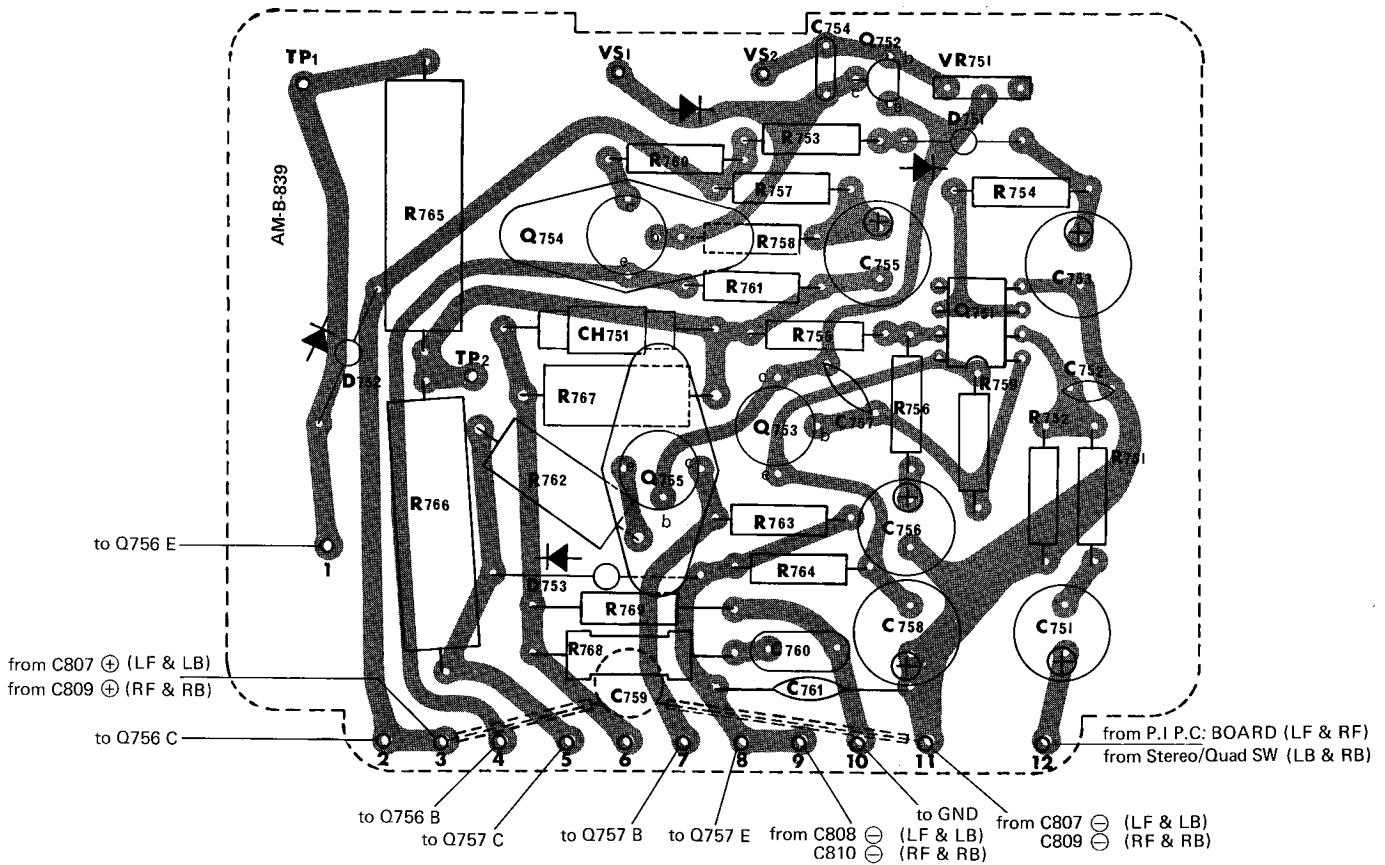 C754
Q752
b
TP1
VS1
VS2
VR751
c
e
D751
R753
R760
R757
R754
AM-B-839
R765
c
Q754
b
R758
e
C755
C753
R761
CH751
R755
Q751
TP2
D752
R767
c
C752
R759
R756
C757
Q753
b
R752
R751
e
R762
Q755
e
c
R766
b
R763
C756
to Q756 E
1
R764
D753
R769
C758
C751
R768
C760
from C807 ⊕ (LF & LB)
from C809 ⊕ (RF & RB)
C759
C761
to Q756 C
2
3
4
5
6
7
8
9
10
11
12
from P.I P.C. BOARD (LF & RF)
from Stereo/Quad SW (LB & RB)
to Q756 B
to Q757 C
to Q757 B
to Q757 E
from C808 ⊖ (LF & LB)
C810 ⊖ (RF & RB)
to GND
from C807 ⊖ (LF & LB)
C809 ⊖ (RF & RB)